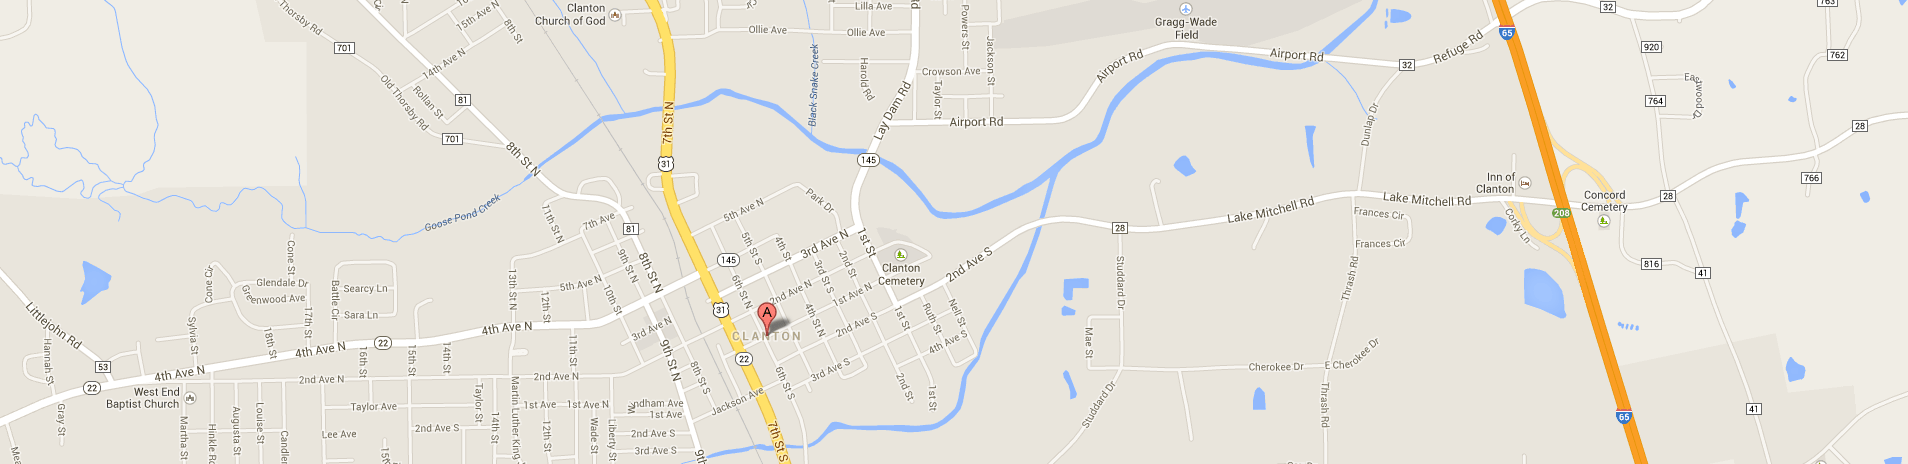 Thorsby Rd
15th Ave N
8th St
Clanton
Church of God
Ollie Ave
Lilla Ave
Ollie Ave
Rd
Powers St
Jackson St
Gragg-Wade
Field
Airport Rd
Airport Rd
Refuge Rd
32
32
65
763
762
920
764
Eastwood Dr
28
701
14th Ave N
Old Thorsby Rd
Rollan St
81
701
8th St N
7th St N
31
Black Snake Creek
Harold Rd
Crowson Ave
Taylor St
Lay Dam Rd
Airport Rd
145
Dunlap Dr
Inn of
Clanton
Concord
Cemetery
766
28
208
Corky Ln
Lake Mitchell Rd
Lake Mitchell Rd
Frances Cir
Frances Cir
28
816
41
Goose Pond Creek
11th St N
7th Ave
81
9th St N
8th St N
10th St
5th Ave N
Park Dr
5th St S
4th St
3rd Ave N
145
1st St
2nd St
3rd St S
Clanton
Cemetery
2nd Ave S
Studdard Dr
Thrash Rd
Couey Cir
Cone St
Glendale Dr
Greenwood Ave
Battle Cir
Searcy Ln
Sara Ln
17th St
18th St
Sylvia St
13th St N
12th St
5th Ave N
6th St N
2nd Ave N
1st Ave N
4th St N
31
A
CLANTON
22
2nd Ave S
1st St
Ruth St
Nell St S
4th Ave S
3rd Ave S
Littlejohn Rd
Hannah St
53
4th Ave N
4th Ave N
22
4th Ave N
3rd Ave N
22
West End
Baptist Church
2nd Ave N
2nd Ave N
15th St
11th St
9th St N
8th St S
6th St S
Jackson Ave
2nd St
1st St
Mae St
Cherokee Dr
E Cherokee Dr
Studdard Dr
Thrash Rd
65
41
Gray St
Martha St
Augusta St
Louise St
Taylor Ave
Lee Ave
Taylor St
14th St
Martin Luther King
1st Ave
1st Ave N
12th St
Wade St
Liberty St
ndham Ave
1st Ave
2nd Ave S
2nd Ave S
3rd Ave S
7th St S